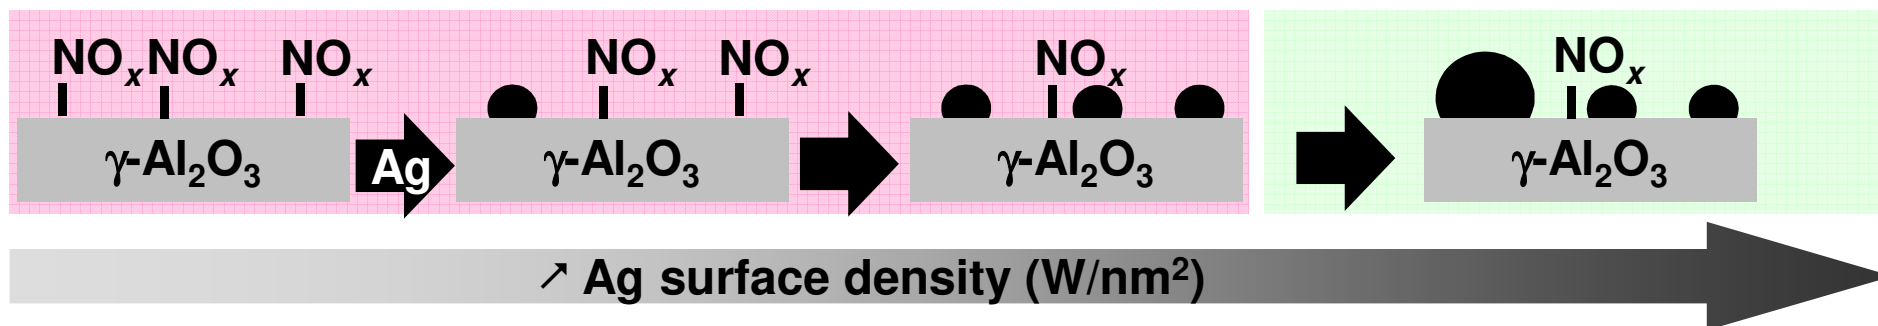 NOx NOx NOx NOx NOx NOx NOx
γ-Al2O3 Ag γ-Al2O3 γ-Al2O3 γ-Al2O3
↗ Ag surface density (W/nm²)